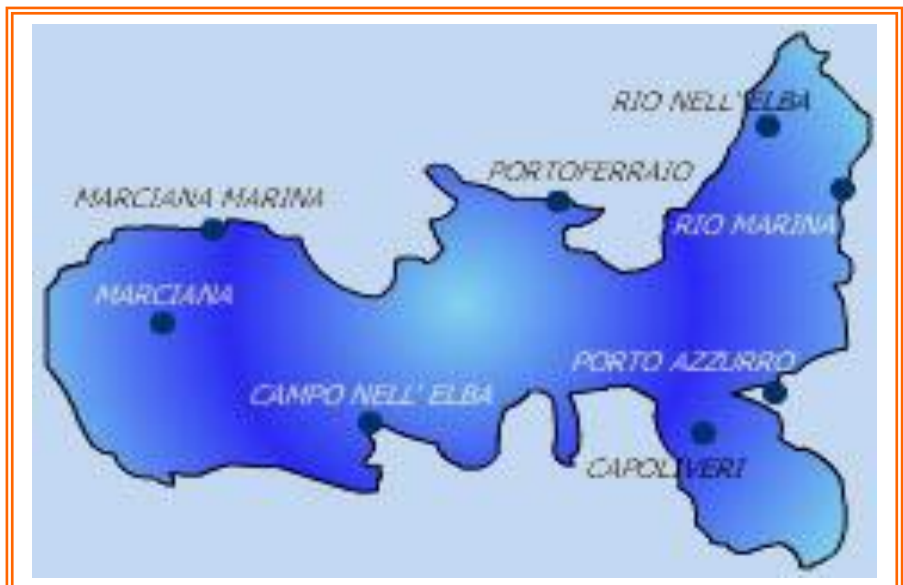 RIO NELL' ELBA
PORTOFERRAIO
MARCIANA MARINA
RIO MARINA
MARCIANA
PORTO AZZURRO
CAMPO NELL' ELBA
CAPOLIVERI